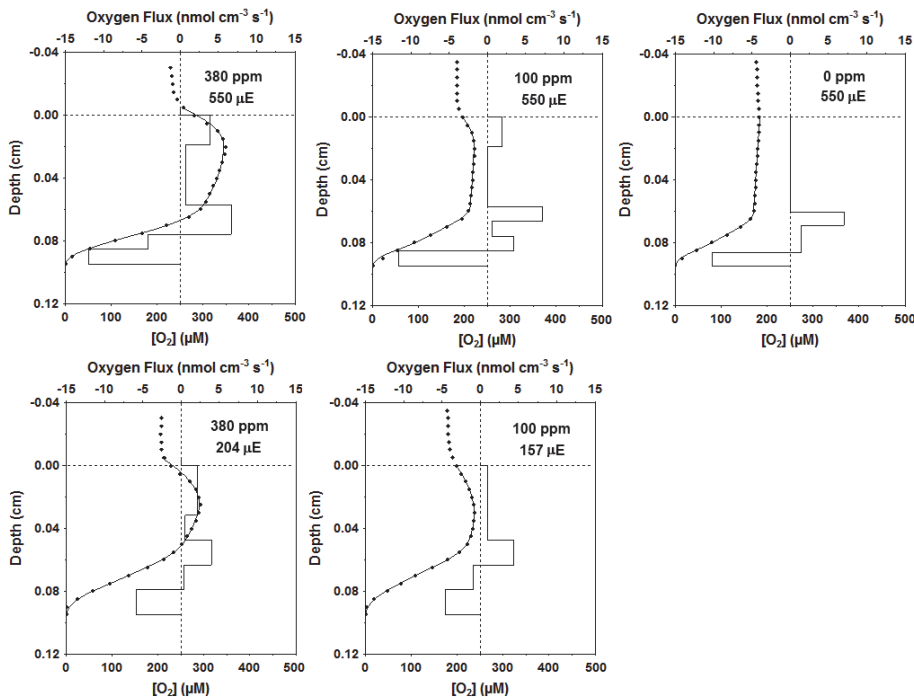 Oxygen Flux (nmol cm⁻³ s⁻¹)
-15 -10 -5 0 5 10 15
-0.04
0.00
0.04
0.08
0.12
Depth (cm)
380 ppm
550 µE
0 100 200 300 400 500
[O₂] (µM)
Oxygen Flux (nmol cm⁻³ s⁻¹)
-15 -10 -5 0 5 10 15
-0.04
0.00
0.04
0.08
0.12
Depth (cm)
100 ppm
550 µE
0 100 200 300 400 500
[O₂] (µM)
Oxygen Flux (nmol cm⁻³ s⁻¹)
-15 -10 -5 0 5 10 15
-0.04
0.00
0.04
0.08
0.12
Depth (cm)
0 ppm
550 µE
0 100 200 300 400 500
[O₂] (µM)
Oxygen Flux (nmol cm⁻³ s⁻¹)
-15 -10 -5 0 5 10 15
-0.04
0.00
0.04
0.08
0.12
Depth (cm)
380 ppm
204 µE
0 100 200 300 400 500
[O₂] (µM)
Oxygen Flux (nmol cm⁻³ s⁻¹)
-15 -10 -5 0 5 10 15
-0.04
0.00
0.04
0.08
0.12
Depth (cm)
100 ppm
157 µE
0 100 200 300 400 500
[O₂] (µM)